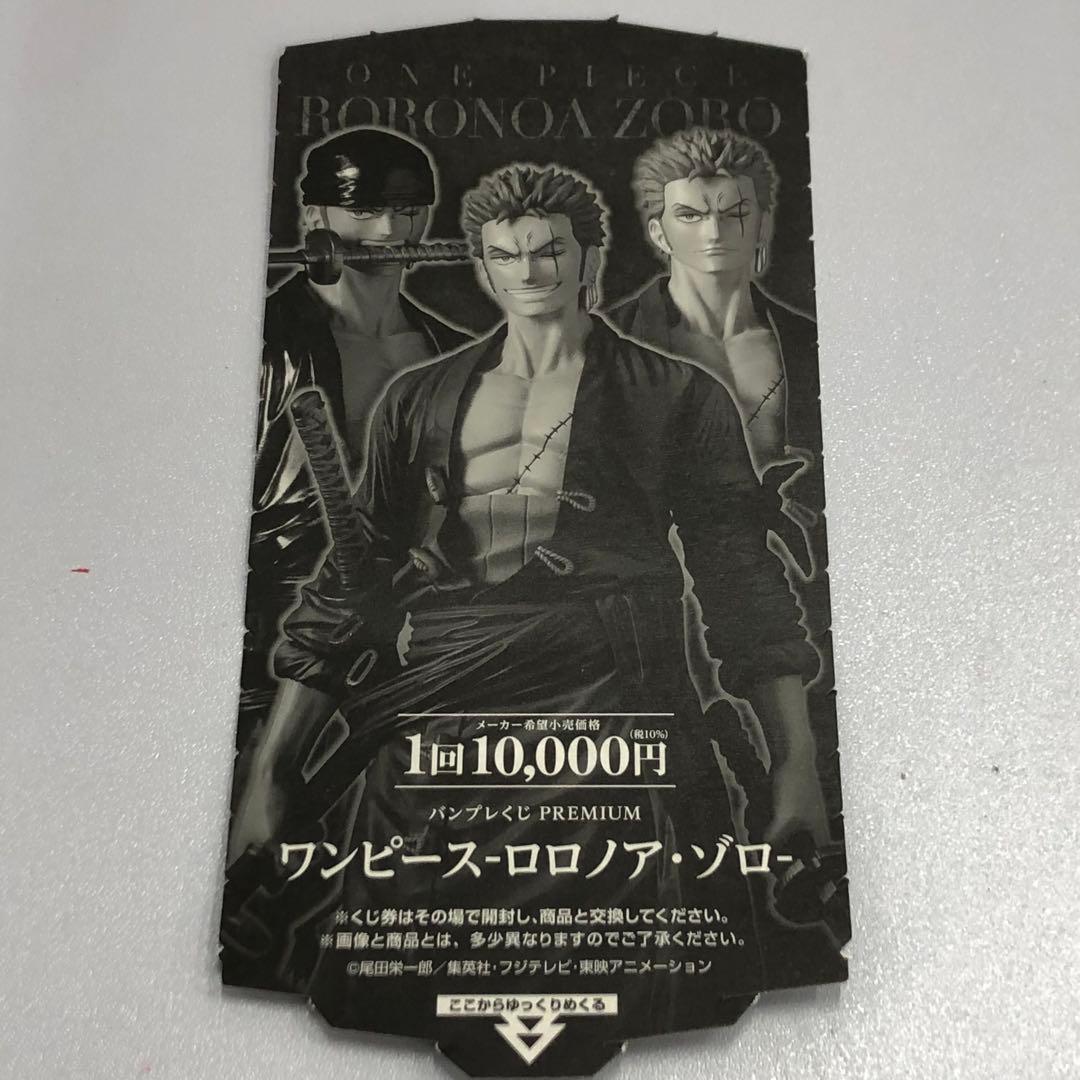 ONE PIECE
RORONOA ZORO
メーカー希望小売価格
1回10,000円(税10%)
バンプレくじ PREMIUM
ワンピース-ロロノア・ゾロ-
※くじ券はその場で開封し、商品と交換してください。
※画像と商品とは、多少異なりますのでご了承ください。
©尾田栄一郎／集英社・フジテレビ・東映アニメーション
ここからゆっくりめくる